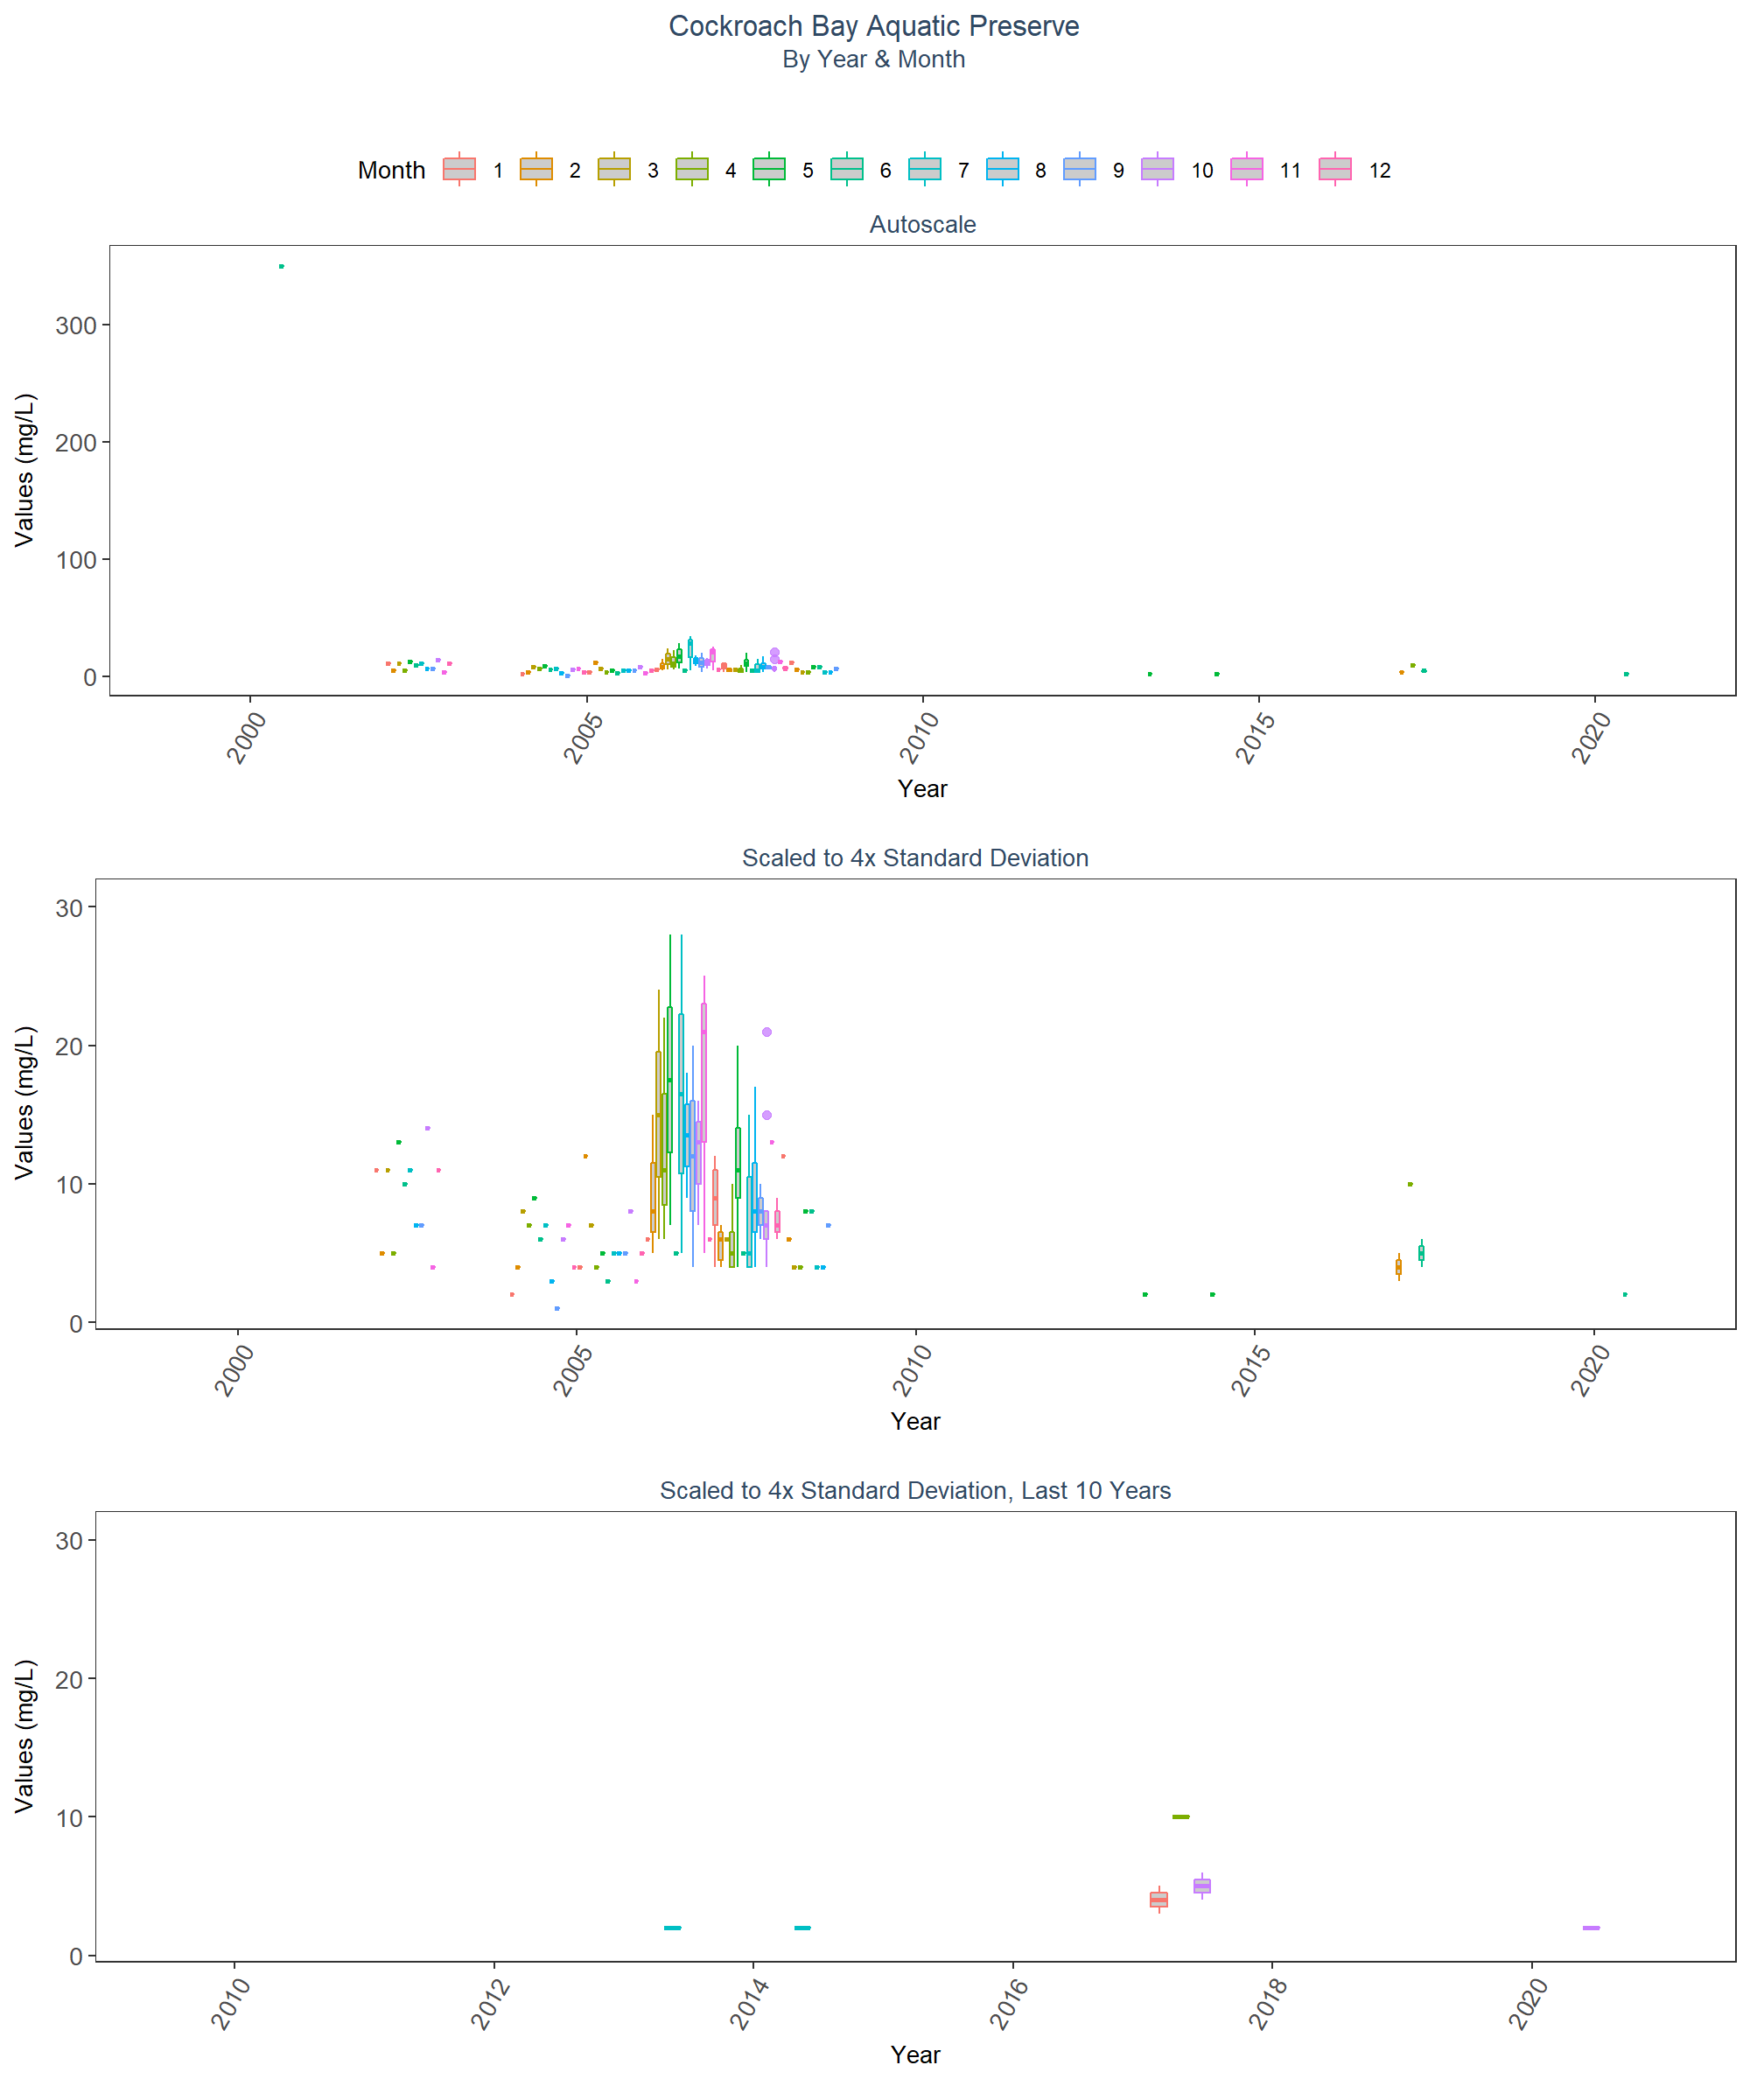 Cockroach Bay Aquatic Preserve
By Year & Month
Month 1 2 3 4 5 6 7 8 9 10 11 12
Autoscale
Values (mg/L)
300
200
100
0
2000 2005 2010 2015 2020
Year
Scaled to 4x Standard Deviation
Values (mg/L)
30
20
10
0
2000 2005 2010 2015 2020
Year
Scaled to 4x Standard Deviation, Last 10 Years
Values (mg/L)
30
20
10
0
2010 2012 2014 2016 2018 2020
Year